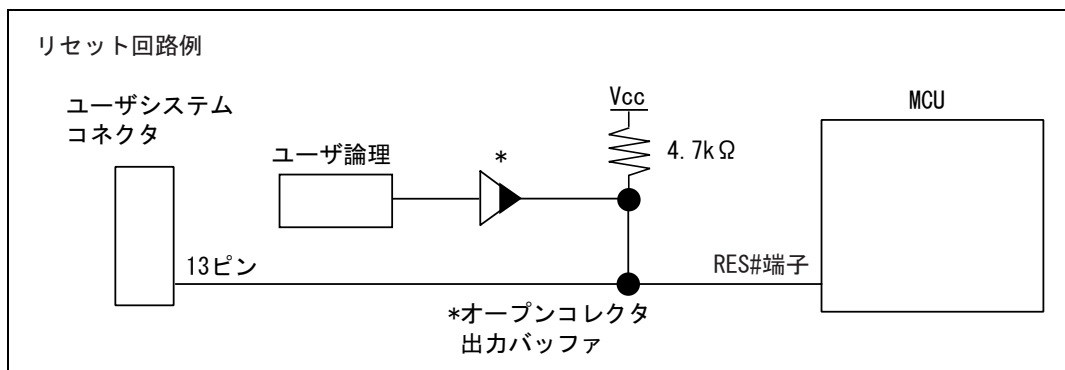 リセット回路例
ユーザシステム
コネクタ
ユーザ論理
*
Vcc
4.7kΩ
MCU
13ピン
RES#端子
*オープンコレクタ
出力バッファ